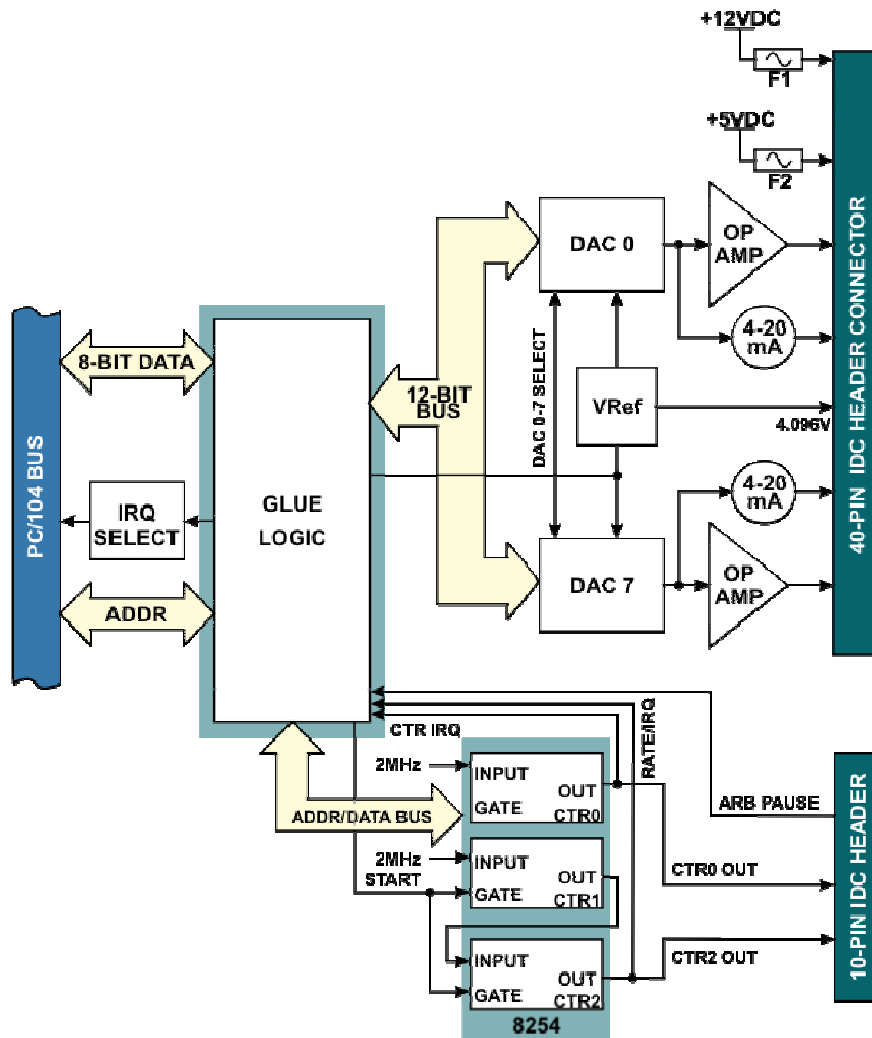 +12VDC
F1
+5VDC
F2
40-PIN IDC HEADER CONNECTOR
DAC 0
OP
AMP
4-20
mA
PC/104 BUS
8-BIT DATA
12-BIT
BUS
DAC 0-7 SELECT
VRef
4.096V
GLUE
LOGIC
IRQ
SELECT
4-20
mA
DAC 7
OP
AMP
ADDR
CTR IRQ
RATE/IRQ
2MHz
INPUT
OUT
GATE
CTR0
ADDR/DATA BUS
ARB PAUSE
10-PIN IDC HEADER
2MHz
INPUT
START
OUT
GATE
CTR1
CTR0 OUT
INPUT
OUT
GATE
CTR2
CTR2 OUT
8254